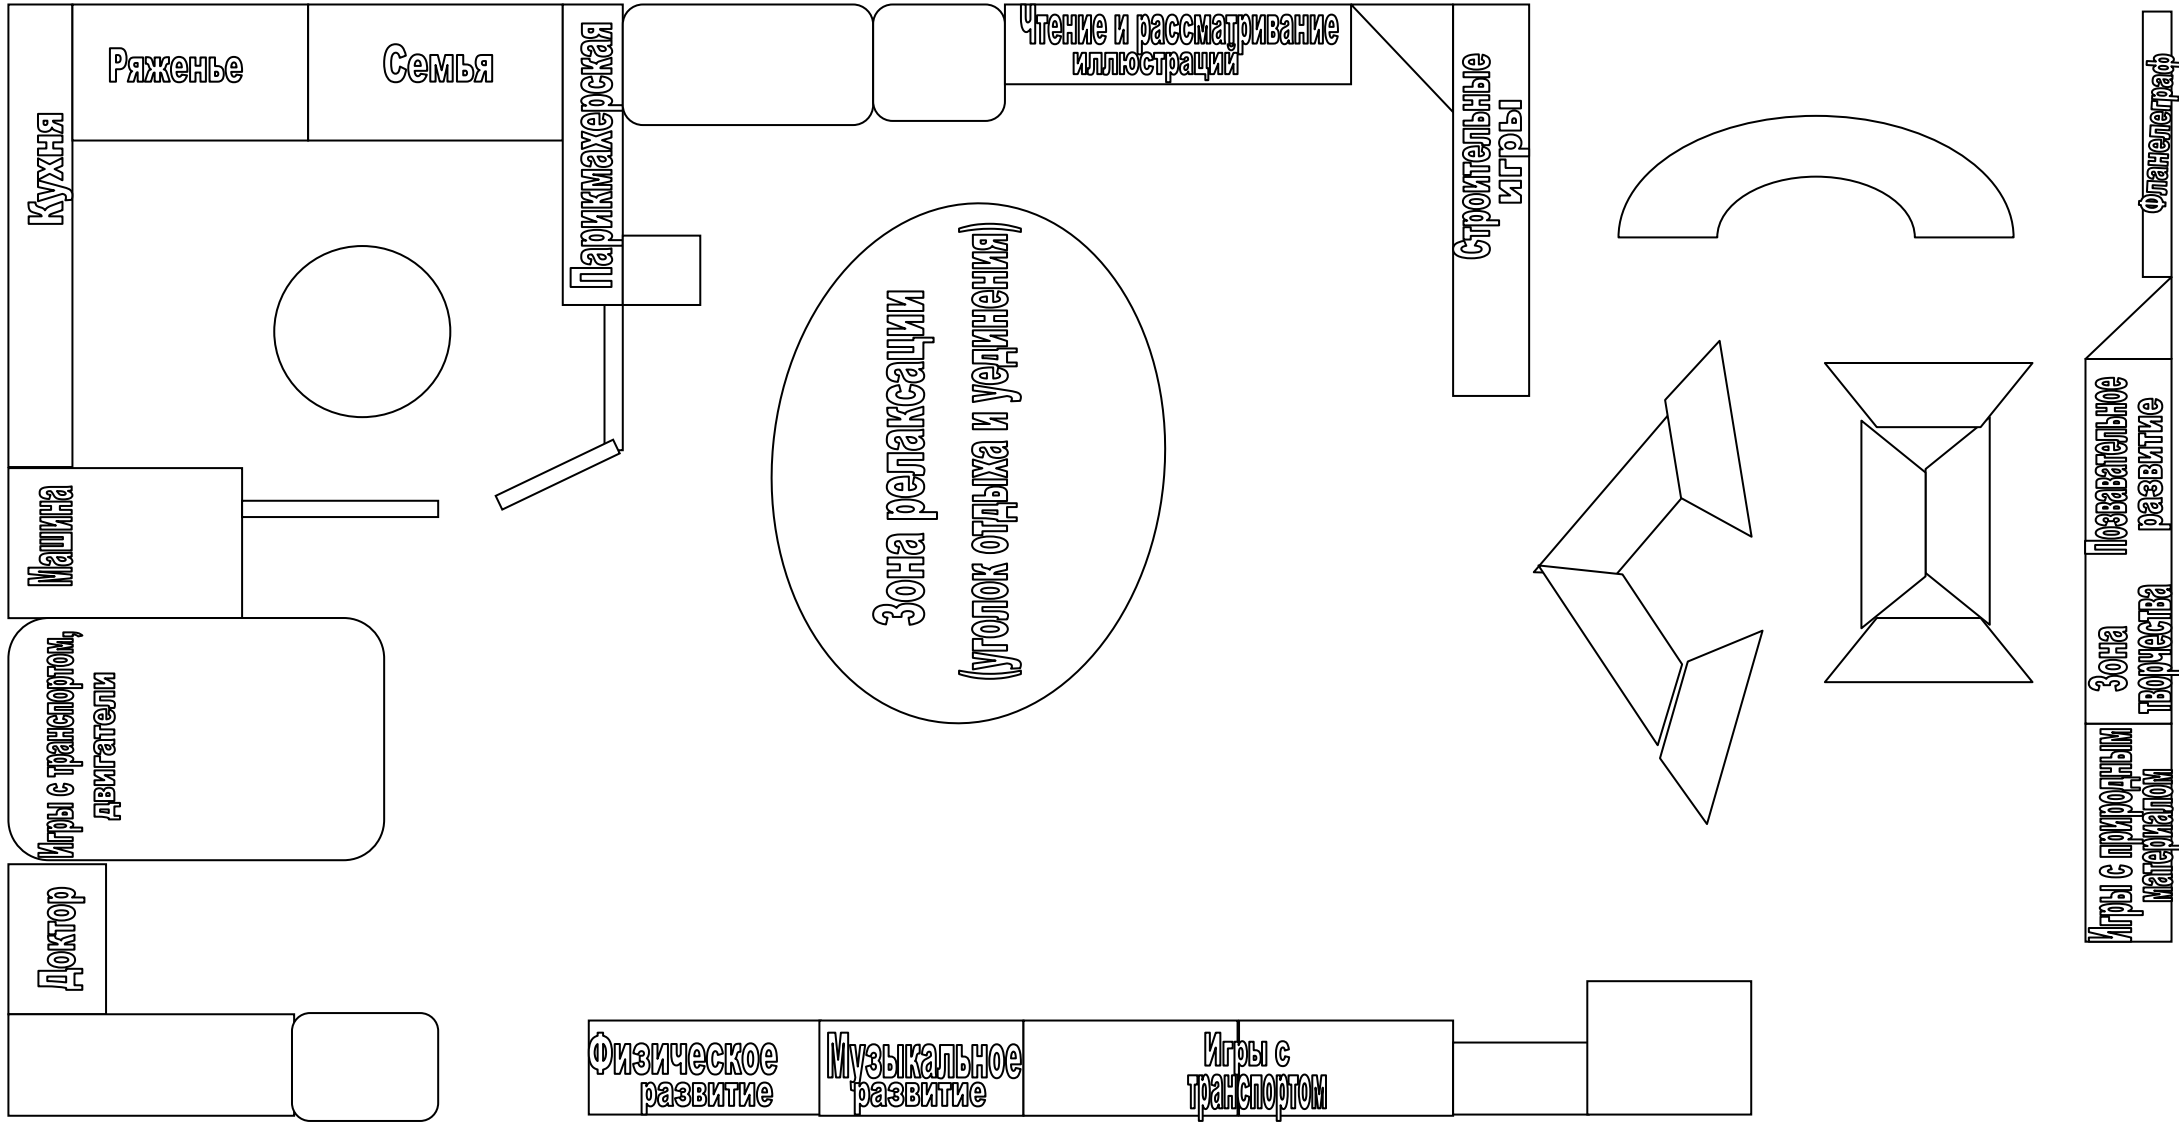 Ряженье
Семья
Кухня
Парикмахерская
Чтение и рассматривание
иллюстраций
Строительные
игры
Фланелеграф
Зона релаксации
(уголок отдыха и уединения)
Машина
Познавательное
развитие
Игры с транспортом,
двигатели
Зона
творчества
Доктор
Игры с природным
материалом
Физическое
развитие
Музыкальное
развитие
Игры с
транспортом